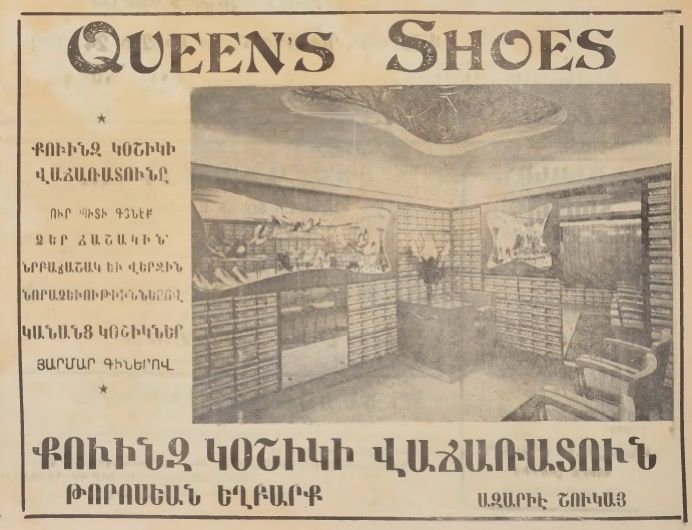 QUEEN'S SHOES
★
ՔՈՒԻՆԶ ԿՕՇԻԿԻ
ՎԱՃԱՌԱՏՈՒՆԸ
ՈՒՐ ՊԻՏԻ ԳՏՆԷՔ
ՁԵՐ ՃԱՇԱԿԻՆ՝
ՆՐԲԱՃԱՇԱԿ ԵՒ ՎԵՐՋԻՆ
ՆՈՐԱՁԵՒՈՒԹԻՒՆՆԵՐՈՎ
ԿԱՆԱՆՑ ԿՕՇԻԿՆԵՐ
ՅԱՐՄԱՐ ԳԻՆԵՐՈՎ
★
ՔՈՒԻՆԶ ԿՕՇԻԿԻ ՎԱՃԱՌԱՏՈՒՆ
ԹՈՐՈՍԵԱՆ ԵՂԲԱՐՔ
ԱԶԱՐԻԷ ՇՈՒԿԱՅ